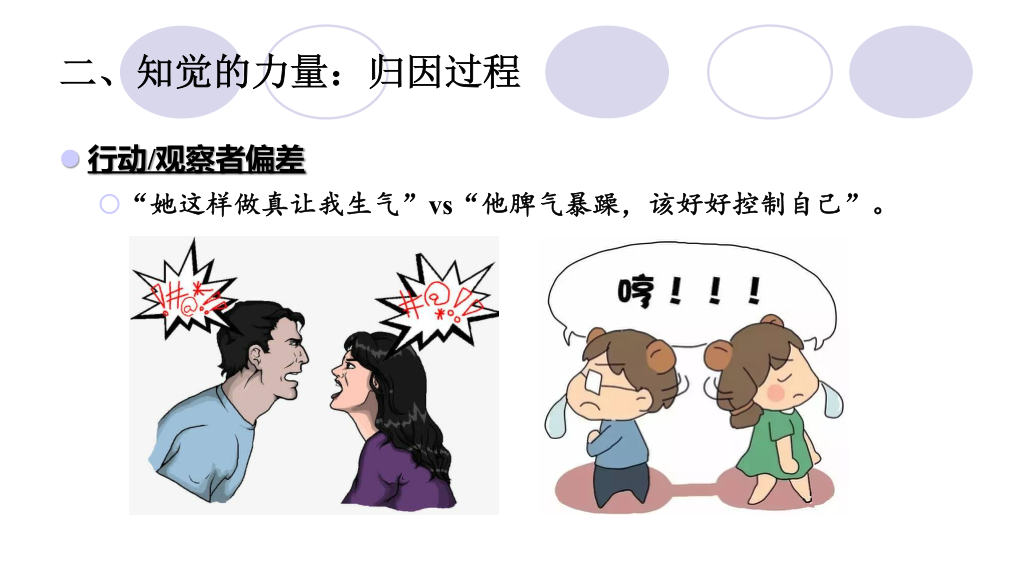 二、知觉的力量：归因过程
行动/观察者偏差
“她这样做真让我生气”vs“他脾气暴躁，该好好控制自己”。
!#*@!!
#@!!*%
哼！！！